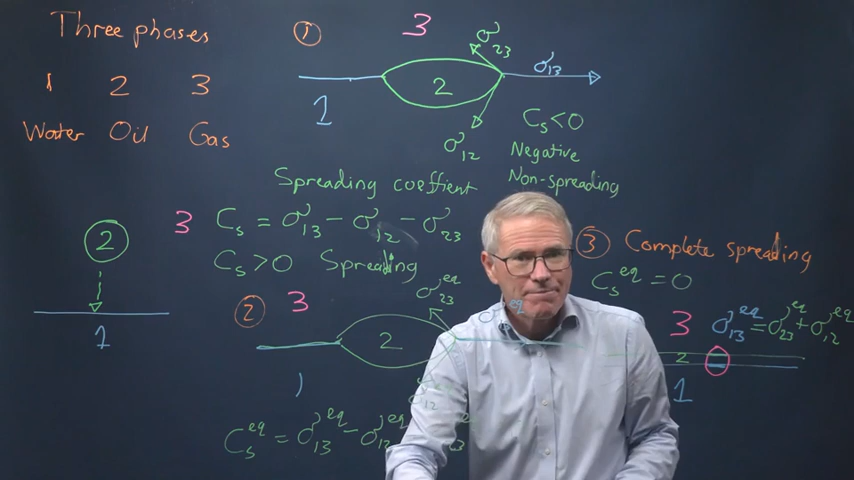 Three phases
1 2 3
Water Oil Gas
① 3
σ23
σ13
2
1
σ12
Cs<0
Negative
Non-spreading
Spreading coeffient
2
3
Cs = σ13 − σ12 − σ23
Cs>0 Spreading
1
③ Complete spreading
Cs^eq = 0
② 3
σ23^eq
2
1
σ12
3 σ13^eq = σ23^eq + σ12^eq
2
1
Cs^eq = σ13^eq − σ12^eq